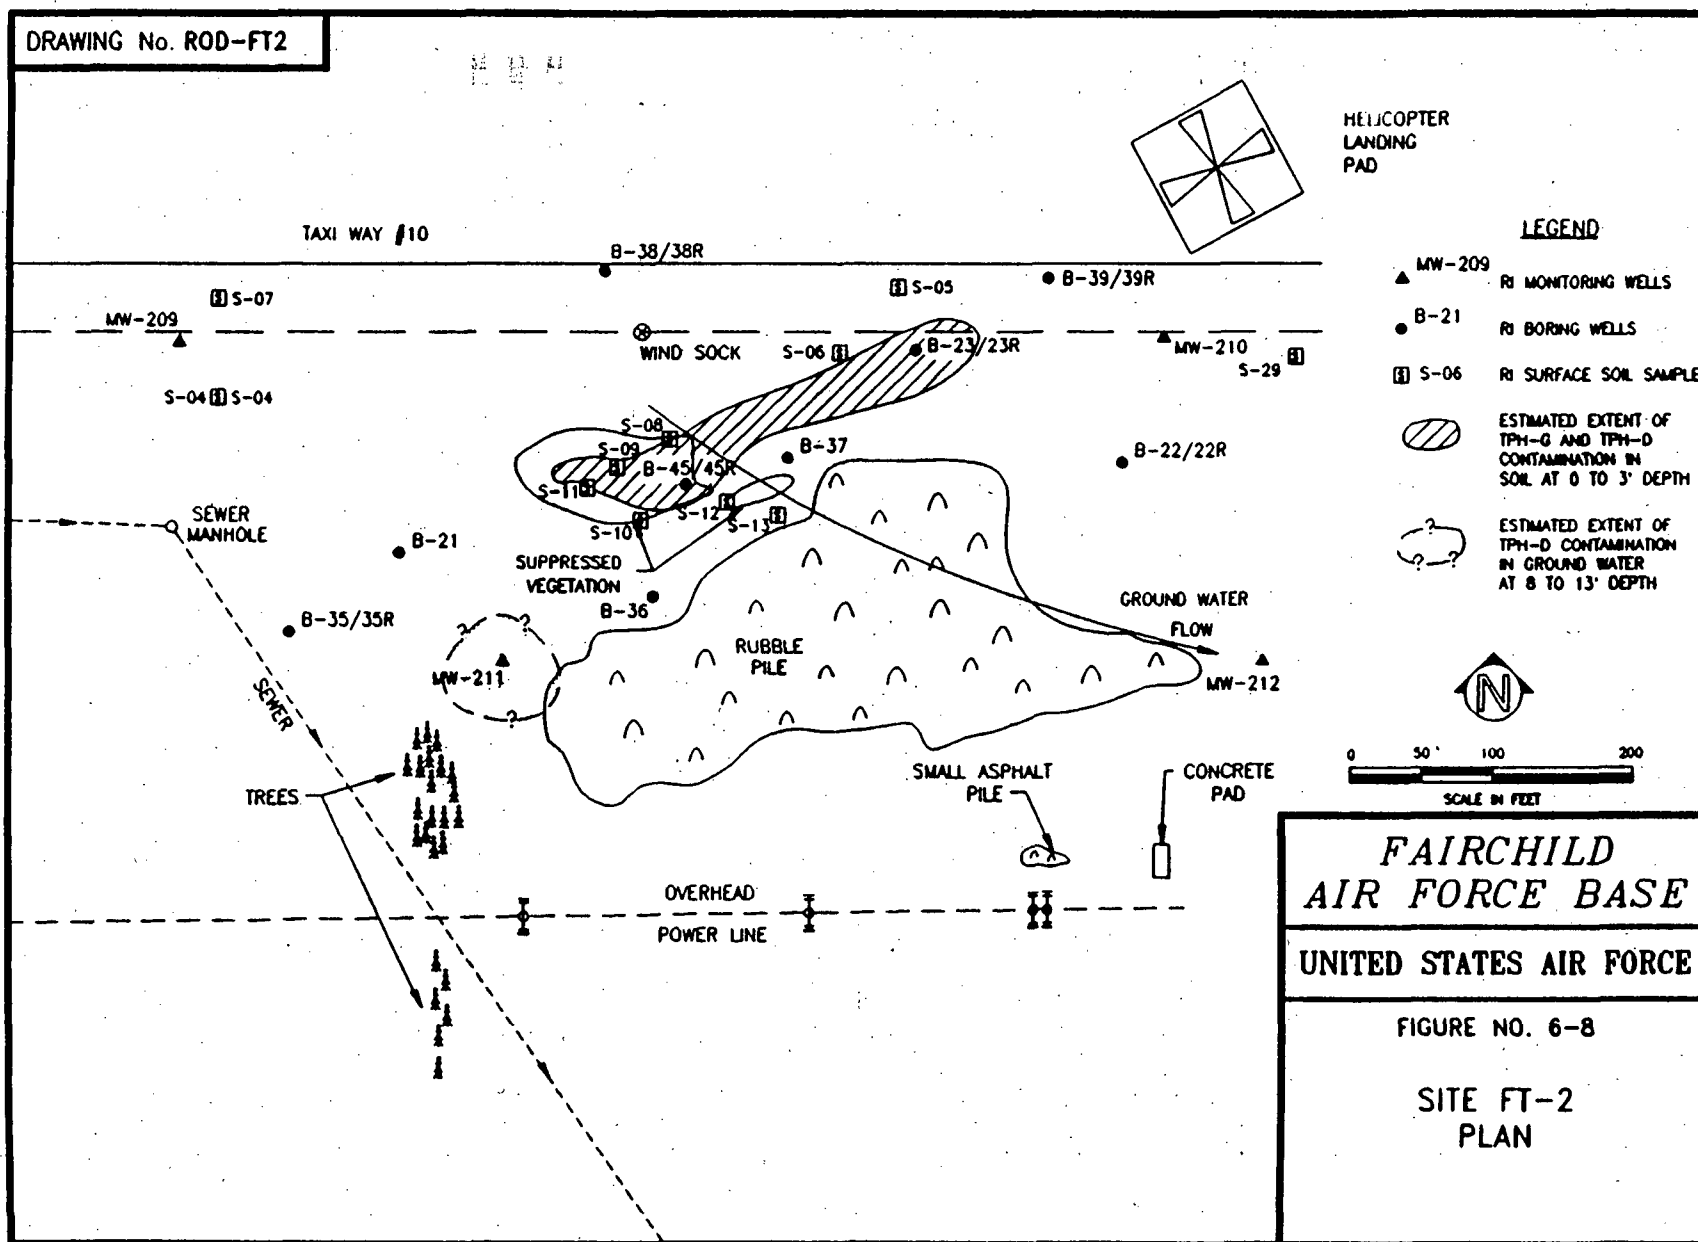 DRAWING No. ROD-FT2
HELICOPTER
LANDING
PAD
TAXI WAY #10
B-38/38R
B-39/39R
S-07
S-05
MW-209
WIND SOCK
S-06
B-23/23R
MW-210
S-29
S-04
S-04
S-08
S-09
B-45/45R
B-37
B-22/22R
S-11
S-12
S-13
S-10
SEWER
MANHOLE
B-21
SUPPRESSED
VEGETATION
B-36
B-35/35R
GROUND WATER
FLOW
? ?
?
RUBBLE
PILE
MW-211
MW-212
SEWER
TREES
SMALL ASPHALT
PILE
CONCRETE
PAD
OVERHEAD
POWER LINE
LEGEND
MW-209
RI MONITORING WELLS
B-21
RI BORING WELLS
S-06
RI SURFACE SOIL SAMPLE
ESTIMATED EXTENT OF
TPH-G AND TPH-D
CONTAMINATION IN
SOIL AT 0 TO 3' DEPTH
?
? ?
ESTIMATED EXTENT OF
TPH-D CONTAMINATION
IN GROUND WATER
AT 8 TO 13' DEPTH
N
0 50' 100 200
SCALE IN FEET
FAIRCHILD
AIR FORCE BASE
UNITED STATES AIR FORCE
FIGURE NO. 6-8
SITE FT-2
PLAN